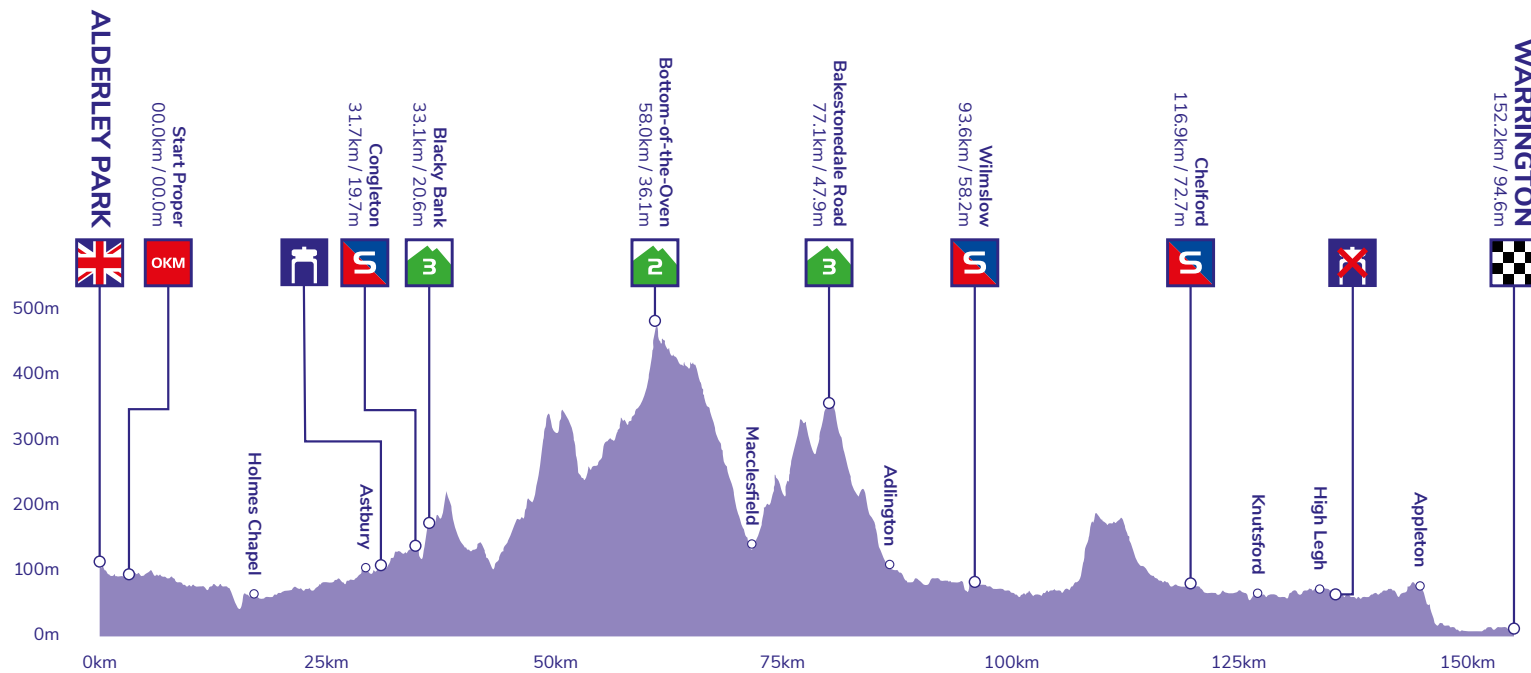 ALDERLEY PARK
Start Proper
00.0km / 00.0m
Congleton
31.7km / 19.7m
Blacky Bank
33.1km / 20.6m
Bottom-of-the-Oven
58.0km / 36.1m
Bakestonedale Road
77.1km / 47.9m
Wilmslow
93.6km / 58.2m
Chelford
116.9km / 72.7m
WARRINGTON
152.2km / 94.6m
0KM
S
3
2
3
S
S
500m
400m
300m
200m
100m
0m
Holmes Chapel
Astbury
Macclesfield
Adlington
Knutsford
High Legh
Appleton
0km
25km
50km
75km
100km
125km
150km